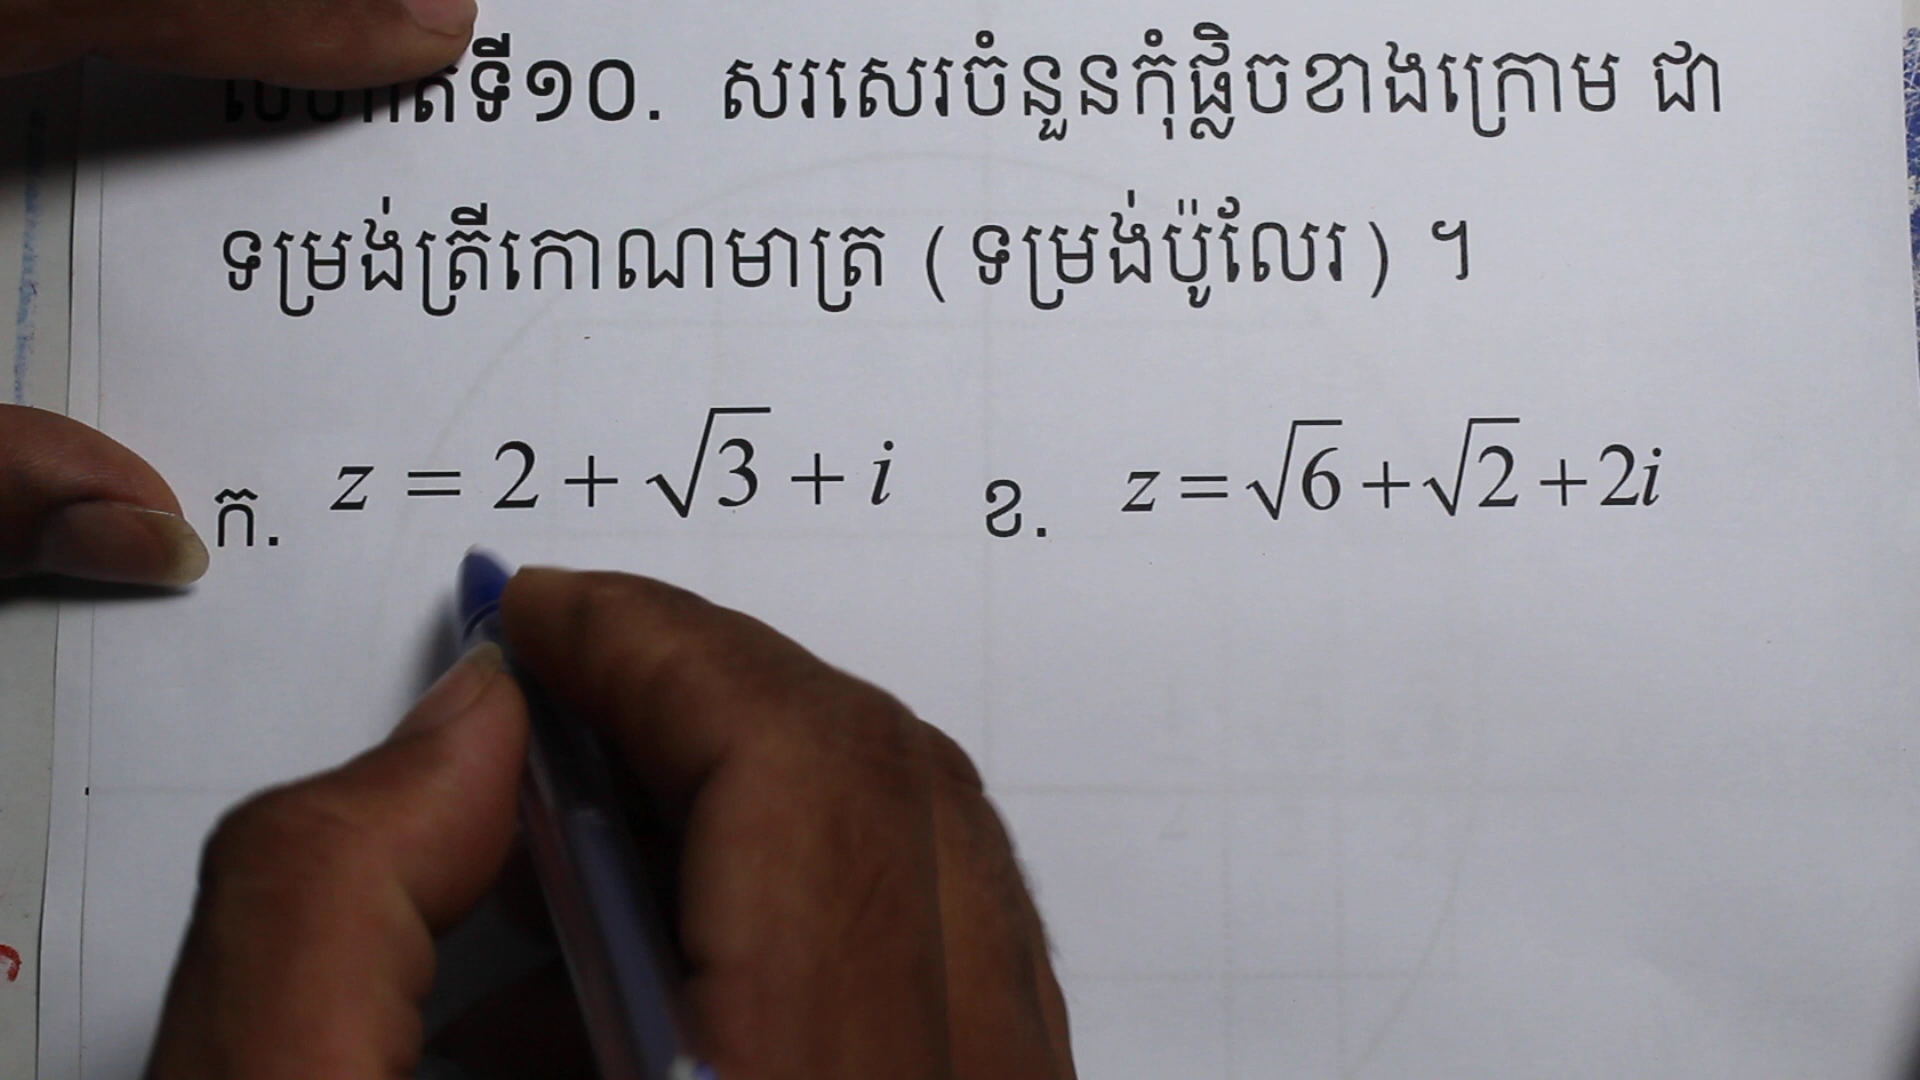 ទី១០. សរសេរចំនួនកុំផ្លិចខាងក្រោម ជា
ទម្រង់ត្រីកោណមាត្រ (ទម្រង់ប៉ូលែរ) ។
ក. z = 2 + √3 + i ខ. z = √6 + √2 + 2i